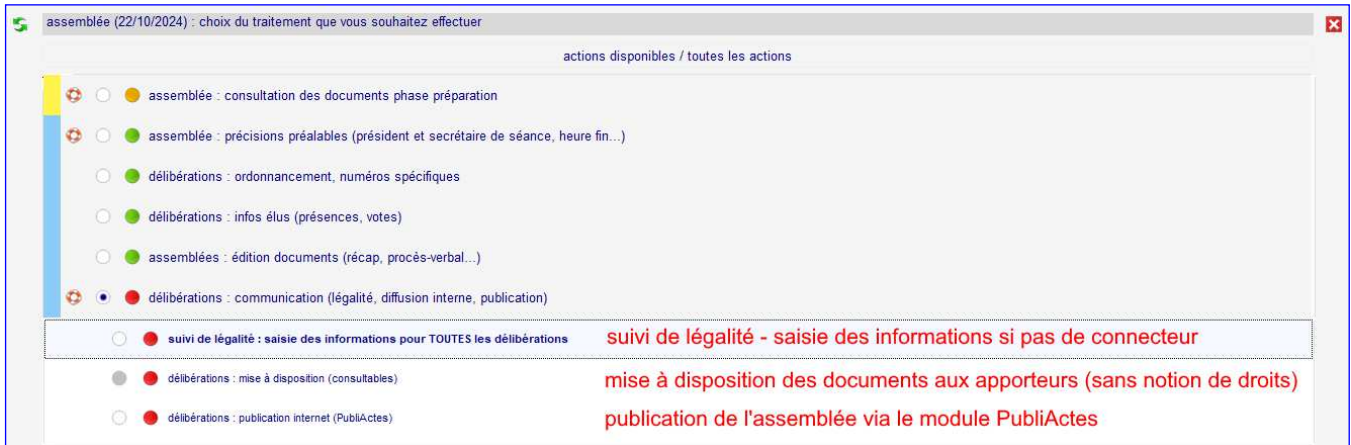 assemblée (22/10/2024) : choix du traitement que vous souhaitez effectuer
actions disponibles / toutes les actions
assemblée : consultation des documents phase préparation
assemblée : précisions préalables (président et secrétaire de séance, heure fin...)
délibérations : ordonnancement, numéros spécifiques
délibérations : infos élus (présences, votes)
assemblées : édition documents (récap, procès-verbal...)
délibérations : communication (légalité, diffusion interne, publication)
suivi de légalité : saisie des informations pour TOUTES les délibérations suivi de légalité - saisie des informations si pas de connecteur
délibérations : mise à disposition (consultables) mise à disposition des documents aux apporteurs (sans notion de droits)
délibérations : publication internet (PubliActes) publication de l'assemblée via le module PubliActes